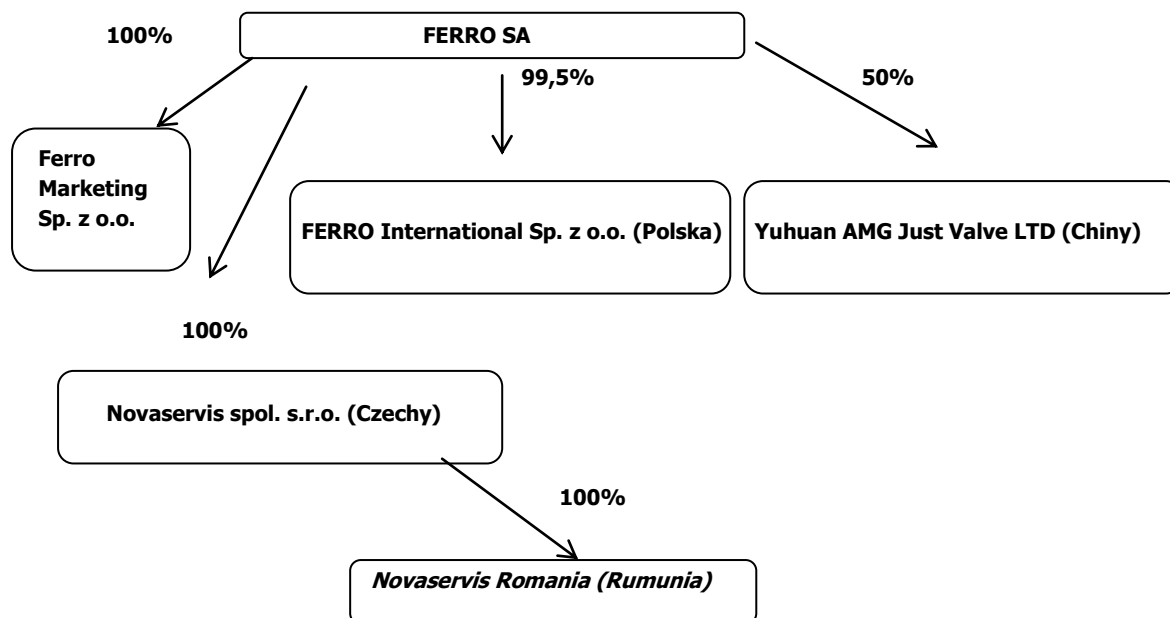 100%
FERRO SA
99,5%
50%
Ferro
Marketing
Sp. z o.o.
FERRO International Sp. z o.o. (Polska)
Yuhuan AMG Just Valve LTD (Chiny)
100%
Novaservis spol. s.r.o. (Czechy)
100%
Novaservis Romania (Rumunia)